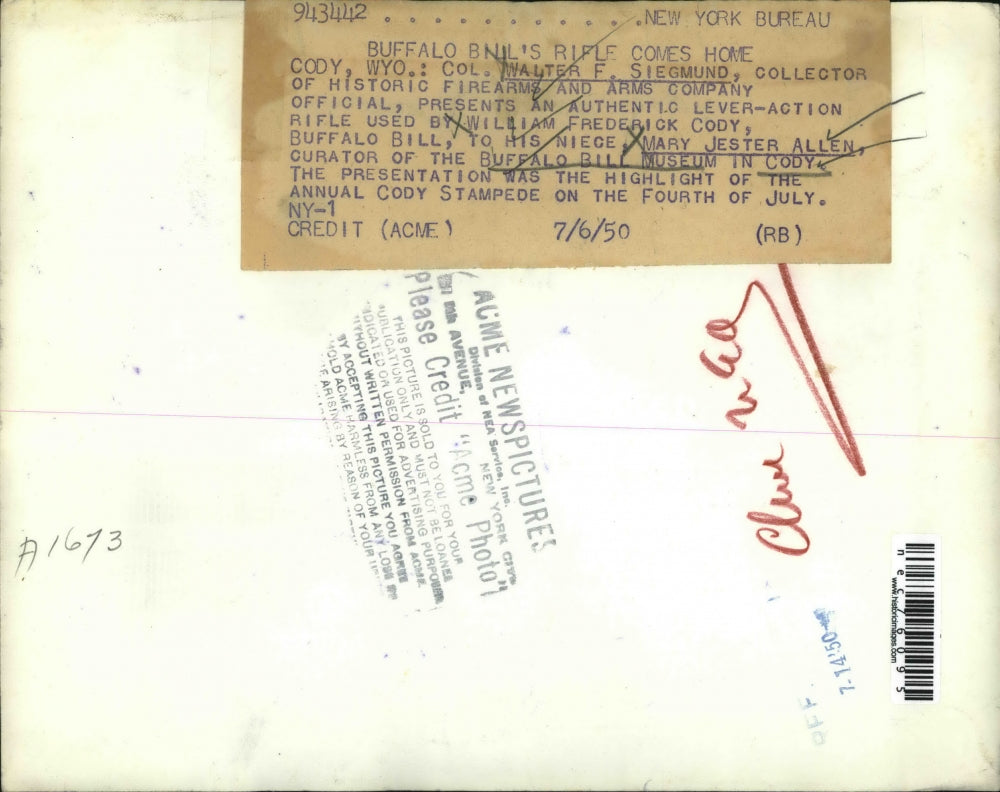 943442 . . . . . . . . . . . . .NEW YORK BUREAU
BUFFALO BILL'S RIFLE COMES HOME
CODY, WYO.: COL. WALTER F. SIEGMUND, COLLECTOR
OF HISTORIC FIREARMS AND ARMS COMPANY
OFFICIAL, PRESENTS AN AUTHENTIC LEVER-ACTION
RIFLE USED BY WILLIAM FREDERICK CODY,
BUFFALO BILL, TO HIS NIECE, MARY JESTER ALLEN,
CURATOR OF THE BUFFALO BILL MUSEUM IN CODY.
THE PRESENTATION WAS THE HIGHLIGHT OF THE
ANNUAL CODY STAMPEDE ON THE FOURTH OF JULY.
NY-1
CREDIT (ACME) 7/6/50 (RB)
ACME NEWSPICTURES
Division of NEA Service, Inc.
AVENUE, NEW YORK CITY
Please Credit "Acme Photo"
THIS PICTURE IS SOLD TO YOU FOR YOUR
PUBLICATION ONLY AND MUST NOT BE LOANED
OR USED FOR ADVERTISING PURPOSES
WITHOUT WRITTEN PERMISSION FROM ACME.
BY ACCEPTING THIS PICTURE YOU AGREE
HOLD ACME HARMLESS FROM ANY LOSS
ARISING BY REASON OF YOUR
A1673
7-14-50
nec76095
www.historicimages.com